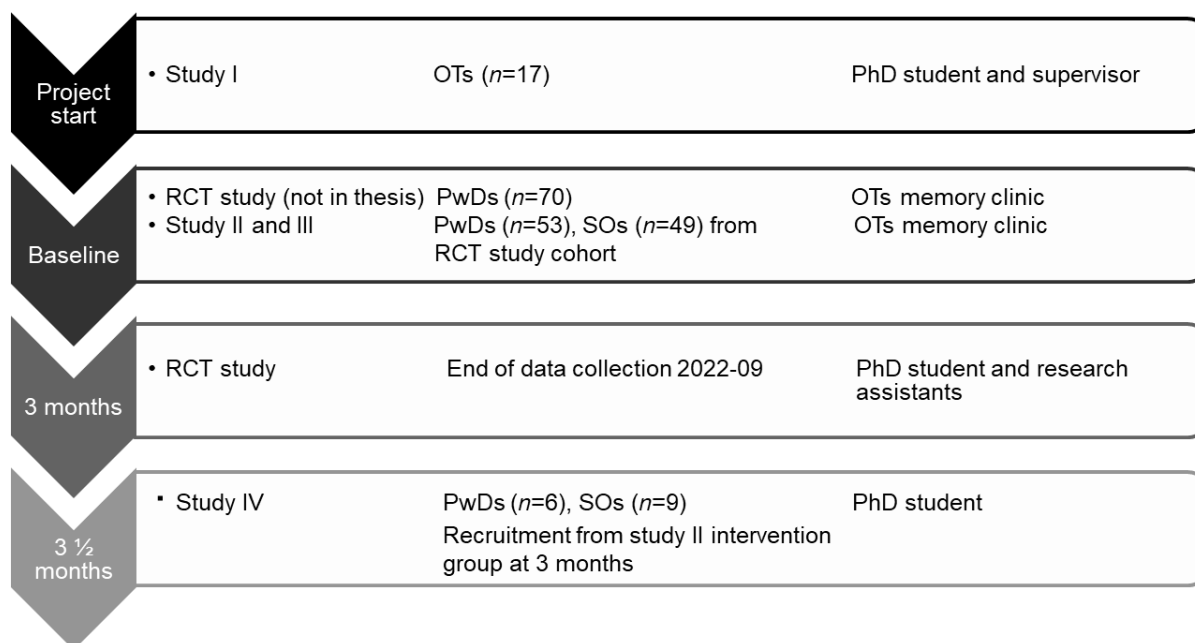 Project
start
• Study I
OTs (n=17)
PhD student and supervisor
Baseline
• RCT study (not in thesis)
PwDs (n=70)
OTs memory clinic
• Study II and III
PwDs (n=53), SOs (n=49) from
RCT study cohort
OTs memory clinic
3 months
• RCT study
End of data collection 2022-09
PhD student and research
assistants
3 ½
months
▪ Study IV
PwDs (n=6), SOs (n=9)
Recruitment from study II intervention
group at 3 months
PhD student